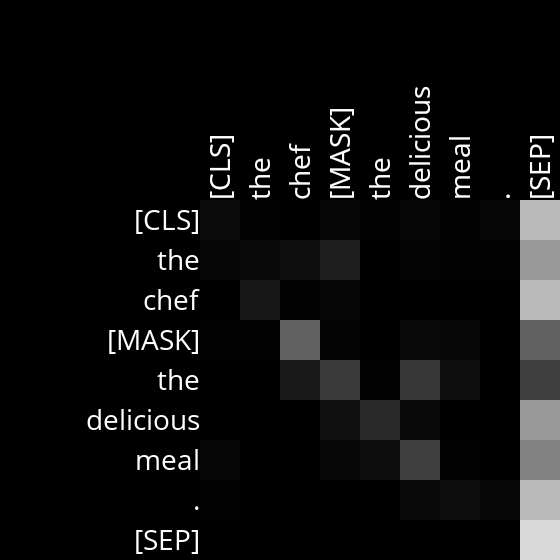 [CLS]
the
chef
[MASK]
the
delicious
meal
.
[SEP]
[CLS]
the
chef
[MASK]
the
delicious
meal
.
[SEP]